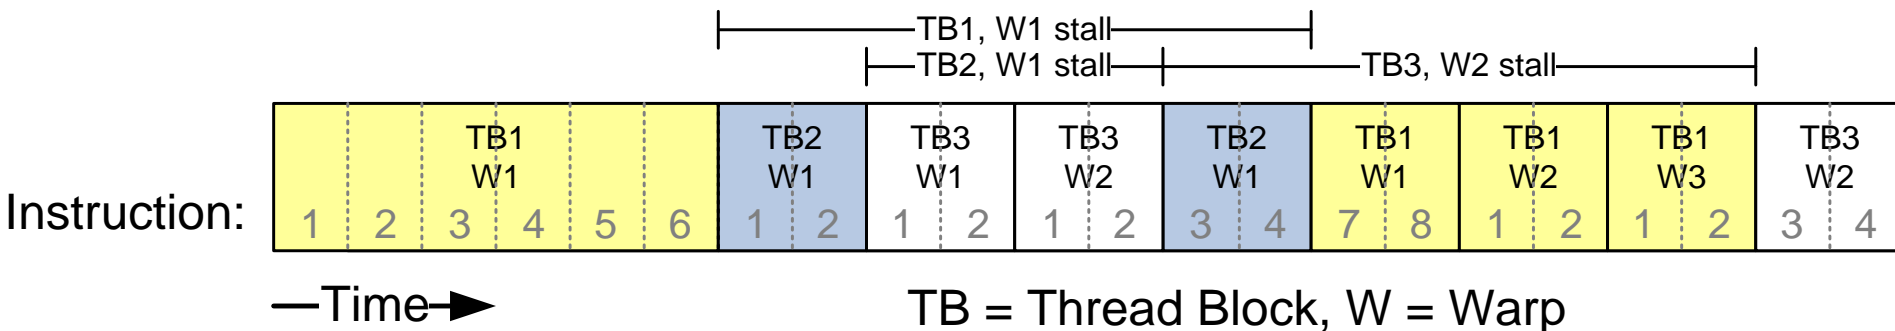 TB1, W1 stall
TB2, W1 stall TB3, W2 stall
TB1 TB2 TB3 TB3 TB2 TB1 TB1 TB1 TB3
W1 W1 W1 W2 W1 W1 W2 W3 W2
Instruction: 1 2 3 4 5 6 1 2 1 2 1 2 3 4 7 8 1 2 1 2 3 4
Time TB = Thread Block, W = Warp